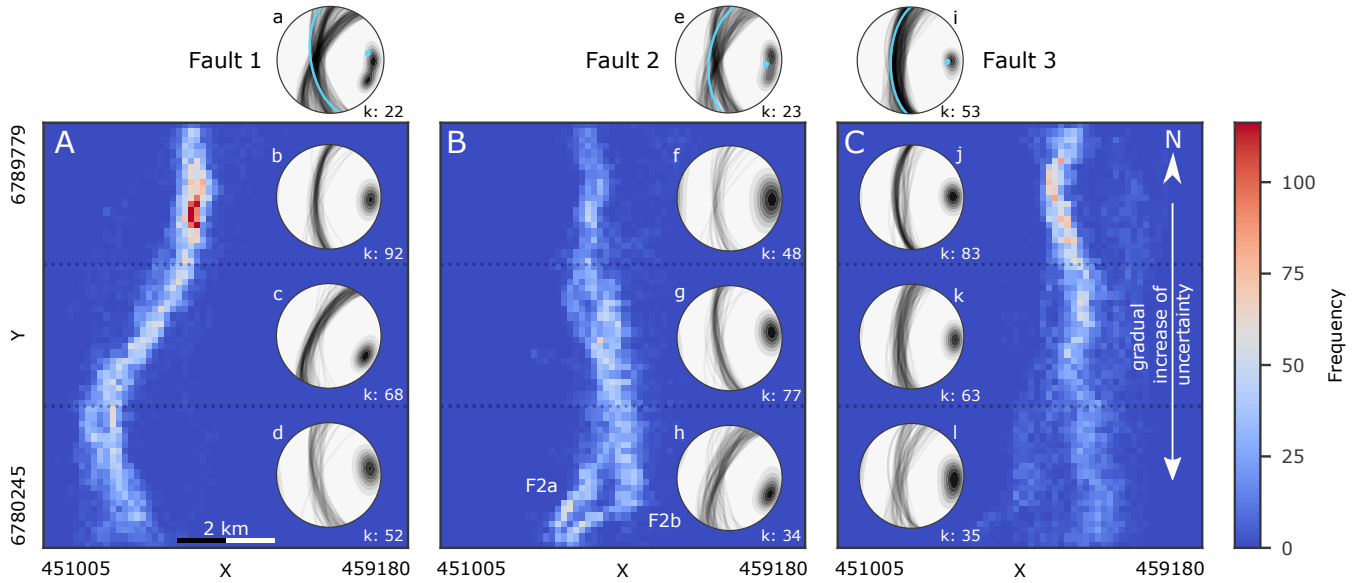 a
e
i
Fault 1
Fault 2
Fault 3
k: 22
k: 23
k: 53
6789779
Y
6780245
A
b
k: 92
c
k: 68
d
k: 52
2 km
B
f
k: 48
g
k: 77
h
k: 34
F2a
F2b
C
j
k: 83
k
k: 63
l
k: 35
N
gradual
increase of
uncertainty
451005
X
459180
451005
X
459180
451005
X
459180
100
75
50
25
0
Frequency